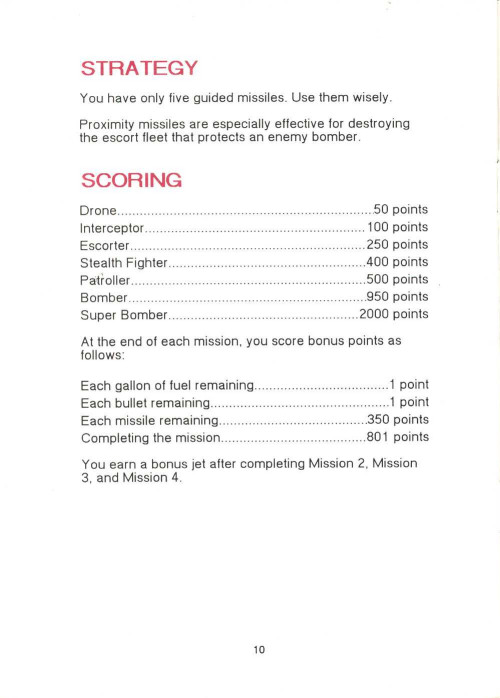 STRATEGY
You have only five guided missiles. Use them wisely.
Proximity missiles are especially effective for destroying
the escort fleet that protects an enemy bomber.
SCORING
Drone....................................................................50 points
Interceptor........................................................... 100 points
Escorter...............................................................250 points
Stealth Fighter.....................................................400 points
Patroller...............................................................500 points
Bomber................................................................950 points
Super Bomber...................................................2000 points
At the end of each mission, you score bonus points as
follows:
Each gallon of fuel remaining....................................1 point
Each bullet remaining................................................1 point
Each missile remaining........................................350 points
Completing the mission.......................................801 points
You earn a bonus jet after completing Mission 2, Mission
3, and Mission 4.
10